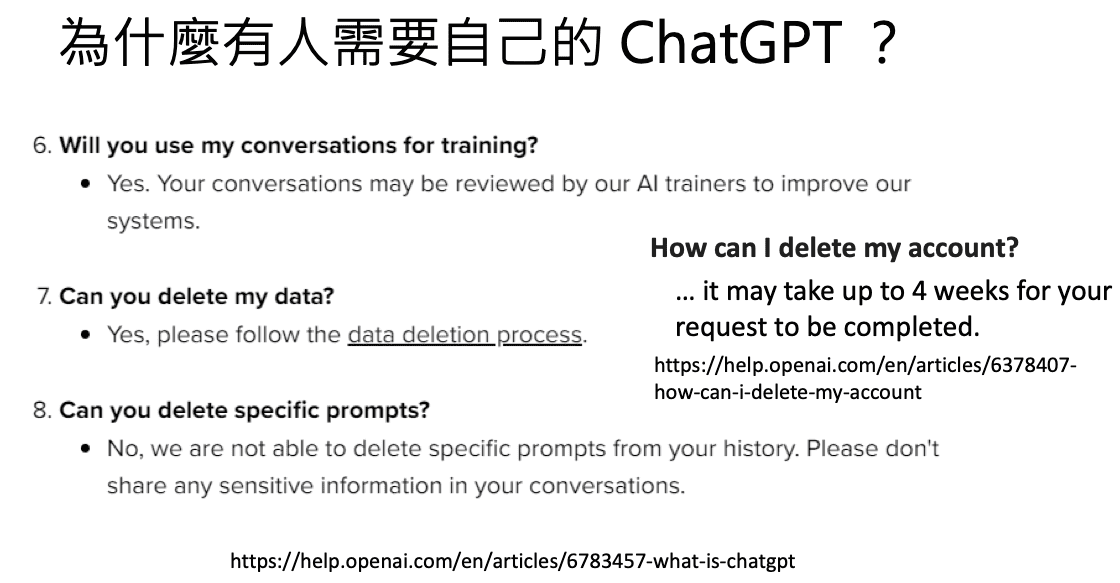 為什麼有人需要自己的 ChatGPT ？
6. Will you use my conversations for training?
• Yes. Your conversations may be reviewed by our AI trainers to improve our
systems.
7. Can you delete my data?
• Yes, please follow the data deletion process.
8. Can you delete specific prompts?
• No, we are not able to delete specific prompts from your history. Please don't
share any sensitive information in your conversations.
How can I delete my account?
... it may take up to 4 weeks for your
request to be completed.
https://help.openai.com/en/articles/6378407-
how-can-i-delete-my-account
https://help.openai.com/en/articles/6783457-what-is-chatgpt